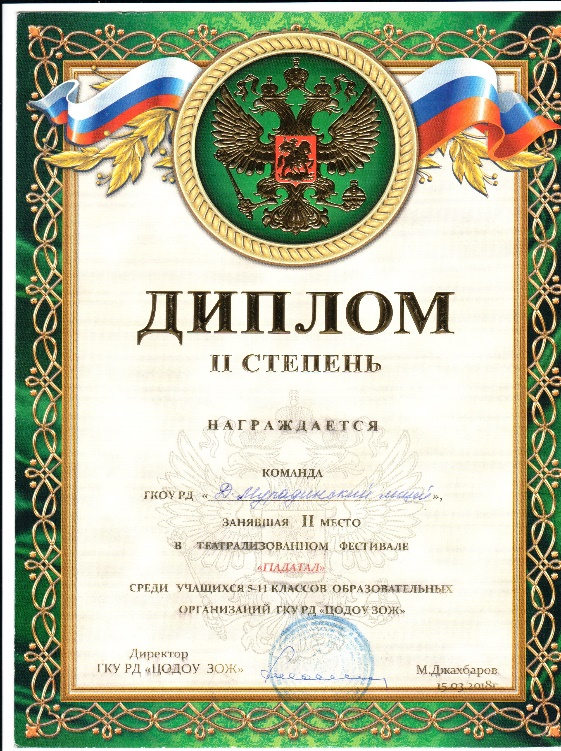 ДИПЛОМ
II СТЕПЕНЬ
НАГРАЖДАЕТСЯ
КОМАНДА
ГКОУ РД « Д-Мурадинский лицей»,
ЗАНЯВШАЯ II МЕСТО
В ТЕАТРАЛИЗОВАННОМ ФЕСТИВАЛЕ
«ПАДАТАЛ»
СРЕДИ УЧАЩИХСЯ 5-11 КЛАССОВ ОБРАЗОВАТЕЛЬНЫХ
ОРГАНИЗАЦИЙ ГКУ РД «ЦОДОУ ЗОЖ»
Директор
ГКУ РД «ЦОДОУ ЗОЖ»
М.Джахбаров
15.03.2018г.